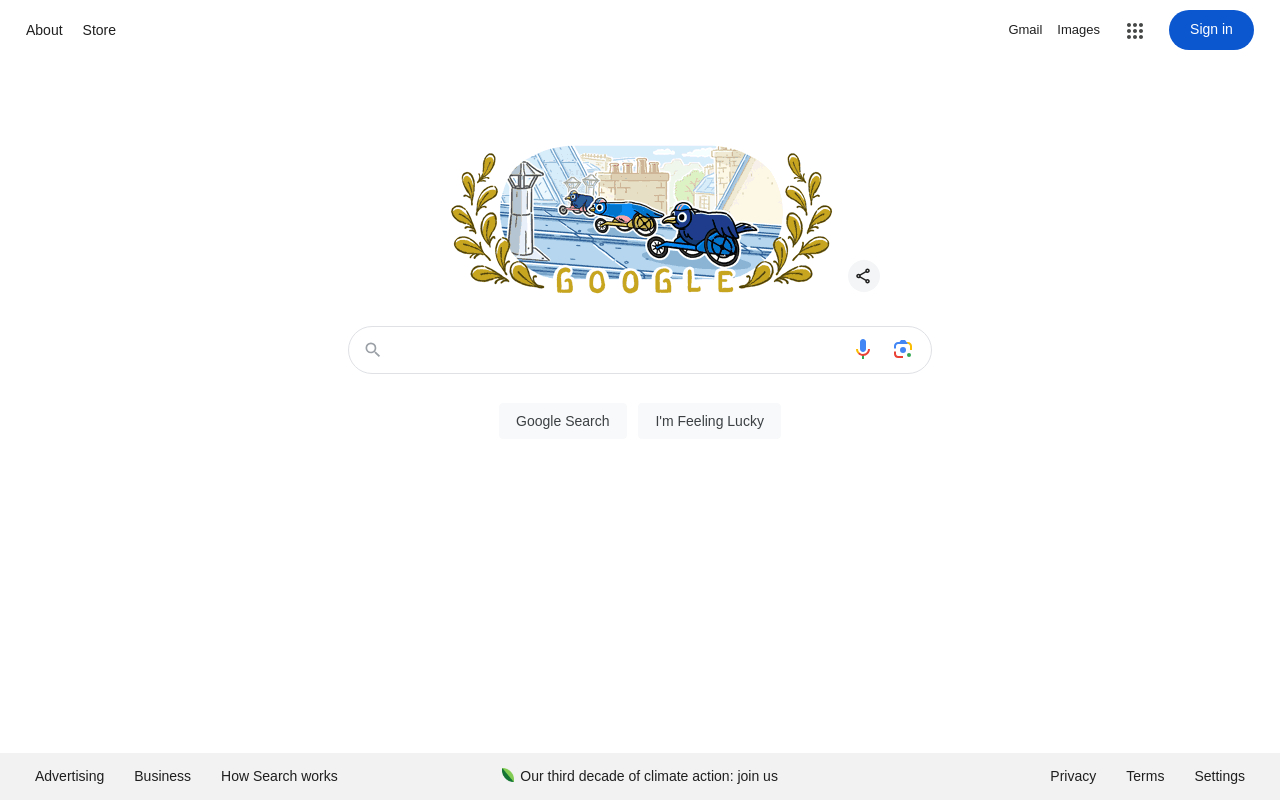 About Store
Gmail Images Sign in
GOOGLE
Google Search I'm Feeling Lucky
Advertising Business How Search works
Our third decade of climate action: join us
Privacy Terms Settings